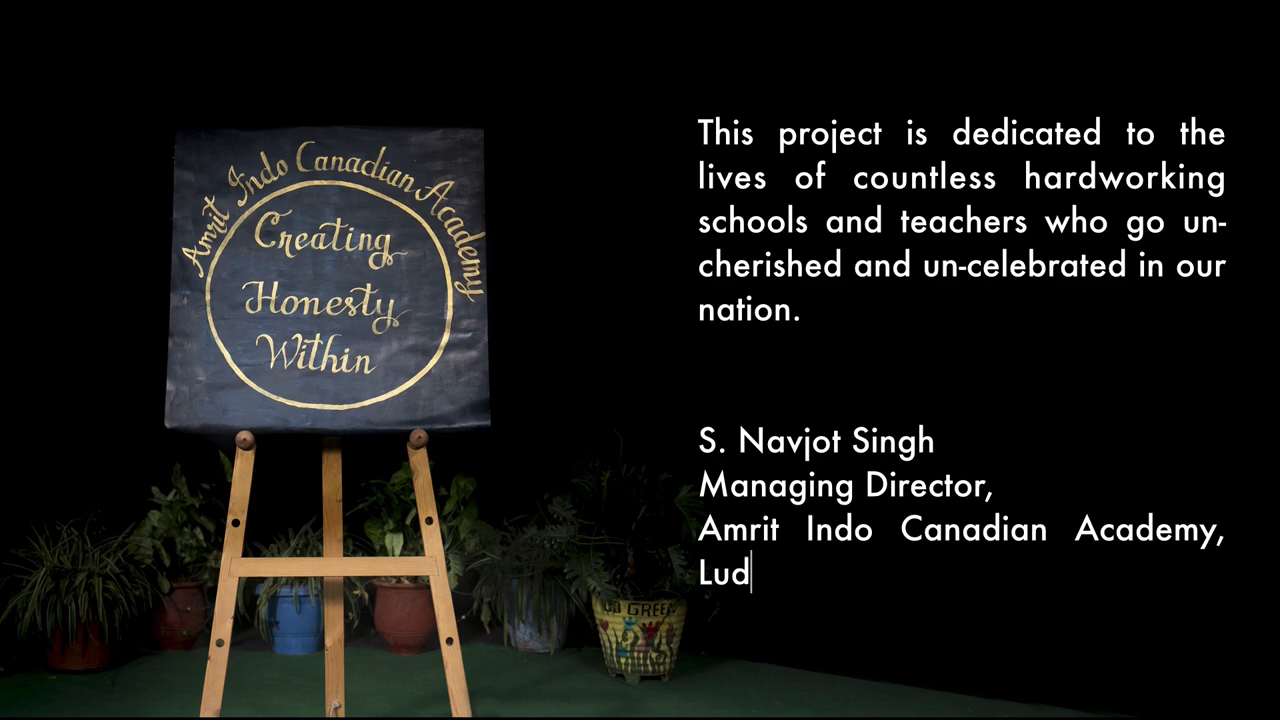 Amrit Indo Canadian Academy
Creating
Honesty
Within
GO GREEN
This project is dedicated to the
lives of countless hardworking
schools and teachers who go un-
cherished and un-celebrated in our
nation.
S. Navjot Singh
Managing Director,
Amrit Indo Canadian Academy,
Lud